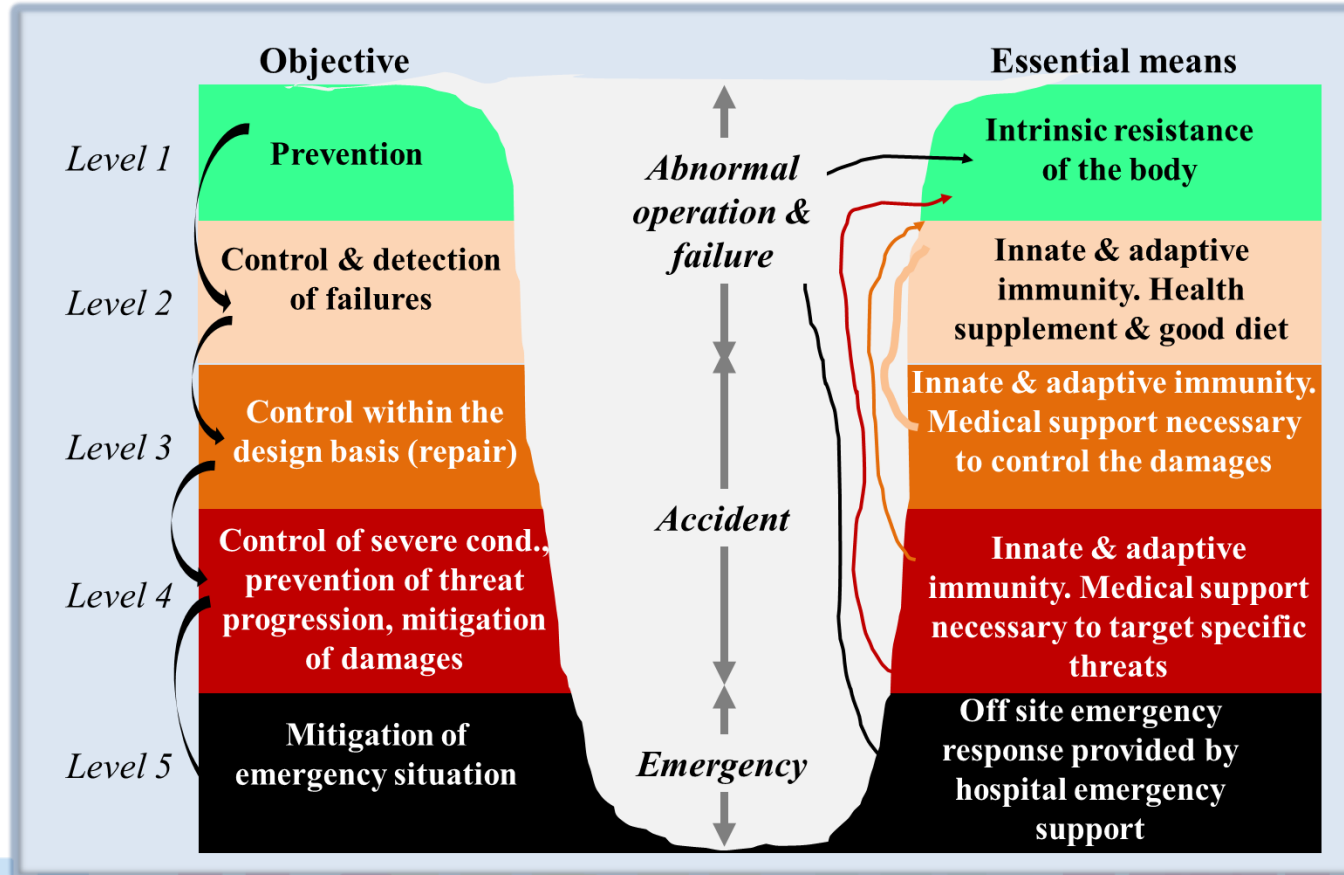 Objective
Essential means
Level 1
Prevention
Abnormal
operation &
failure
Intrinsic resistance
of the body
Level 2
Control & detection
of failures
Innate & adaptive
immunity. Health
supplement & good diet
Level 3
Control within the
design basis (repair)
Innate & adaptive immunity.
Medical support necessary
to control the damages
Accident
Level 4
Control of severe cond.,
prevention of threat
progression, mitigation
of damages
Innate & adaptive
immunity. Medical support
necessary to target specific
threats
Level 5
Mitigation of
emergency situation
Emergency
Off site emergency
response provided by
hospital emergency
support